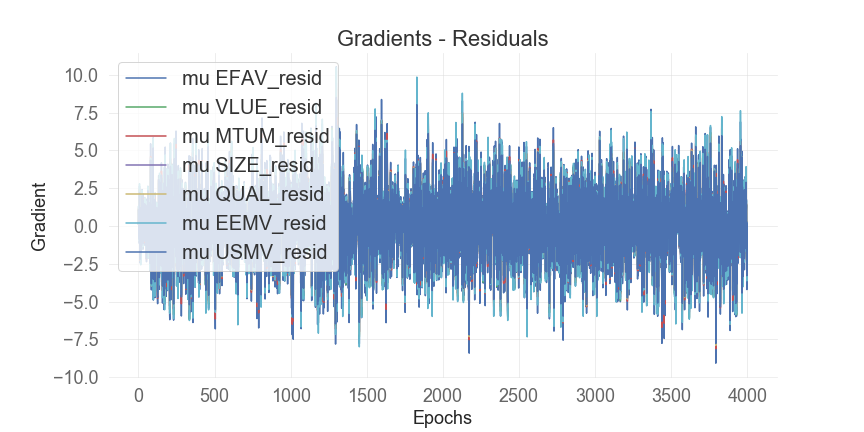 Gradients - Residuals
10.0
7.5
5.0
2.5
0.0
−2.5
−5.0
−7.5
−10.0
Gradient
mu EFAV_resid
mu VLUE_resid
mu MTUM_resid
mu SIZE_resid
mu QUAL_resid
mu EEMV_resid
mu USMV_resid
0 500 1000 1500 2000 2500 3000 3500 4000
Epochs